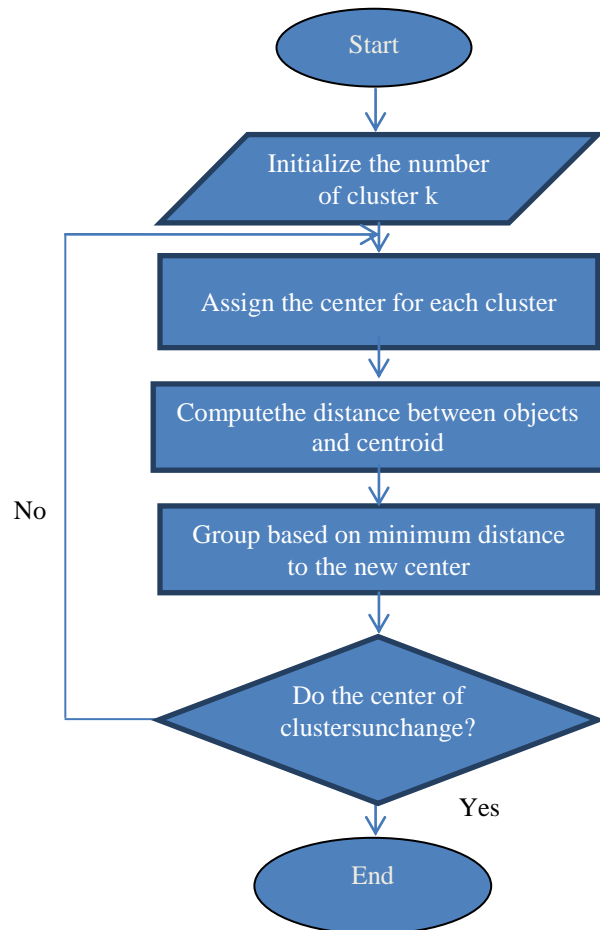 Start
Initialize the number
of cluster k
Assign the center for each cluster
Computethe distance between objects
and centroid
No
Group based on minimum distance
to the new center
Do the center of
clustersunchange?
Yes
End